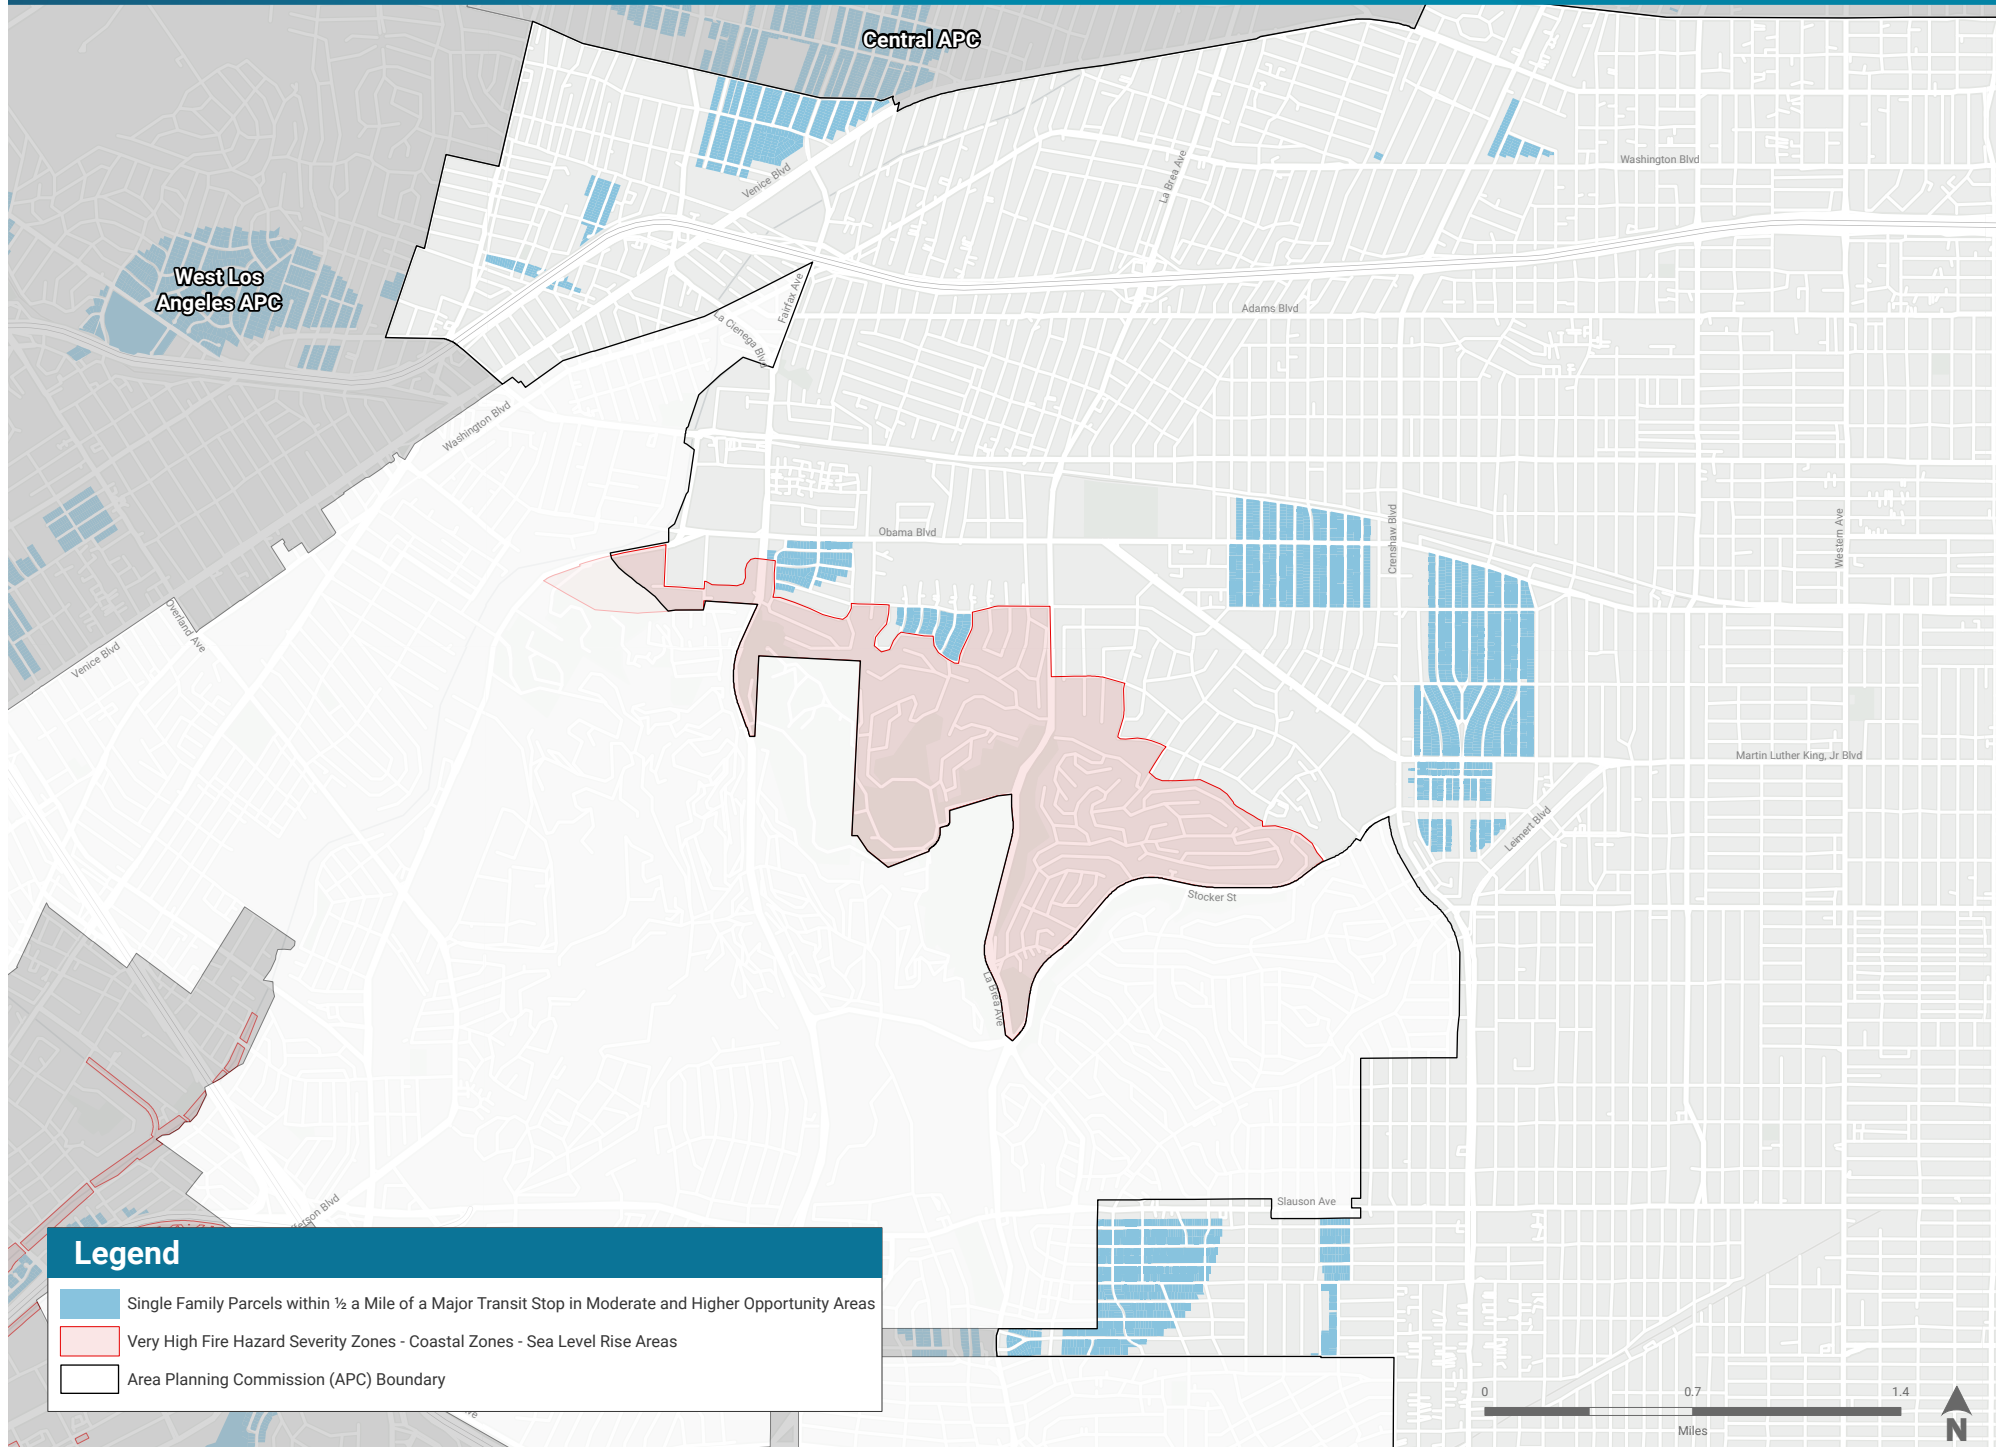 Central APC
Washington Blvd
La Brea Ave
Venice Blvd
West Los
Angeles APC
Fairfax Ave
La Cienega Blvd
Adams Blvd
Washington Blvd
Obama Blvd
Crenshaw Blvd
Western Ave
Overland Ave
Venice Blvd
Martin Luther King, Jr Blvd
Leimert Blvd
Stocker St
La Brea Ave
Slauson Ave
Blvd
Legend
Single Family Parcels within ½ a Mile of a Major Transit Stop in Moderate and Higher Opportunity Areas
Very High Fire Hazard Severity Zones - Coastal Zones - Sea Level Rise Areas
Area Planning Commission (APC) Boundary
0 0.7 1.4
Miles
N